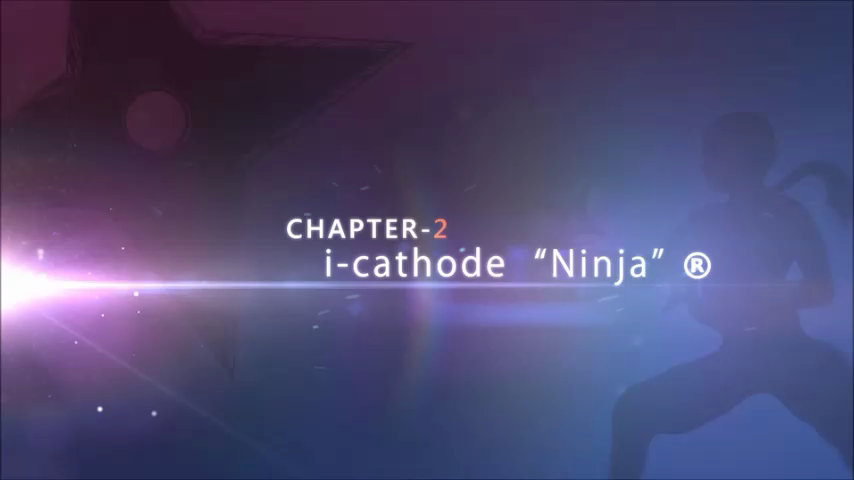 CHAPTER-2
i-cathode “Ninja” ®